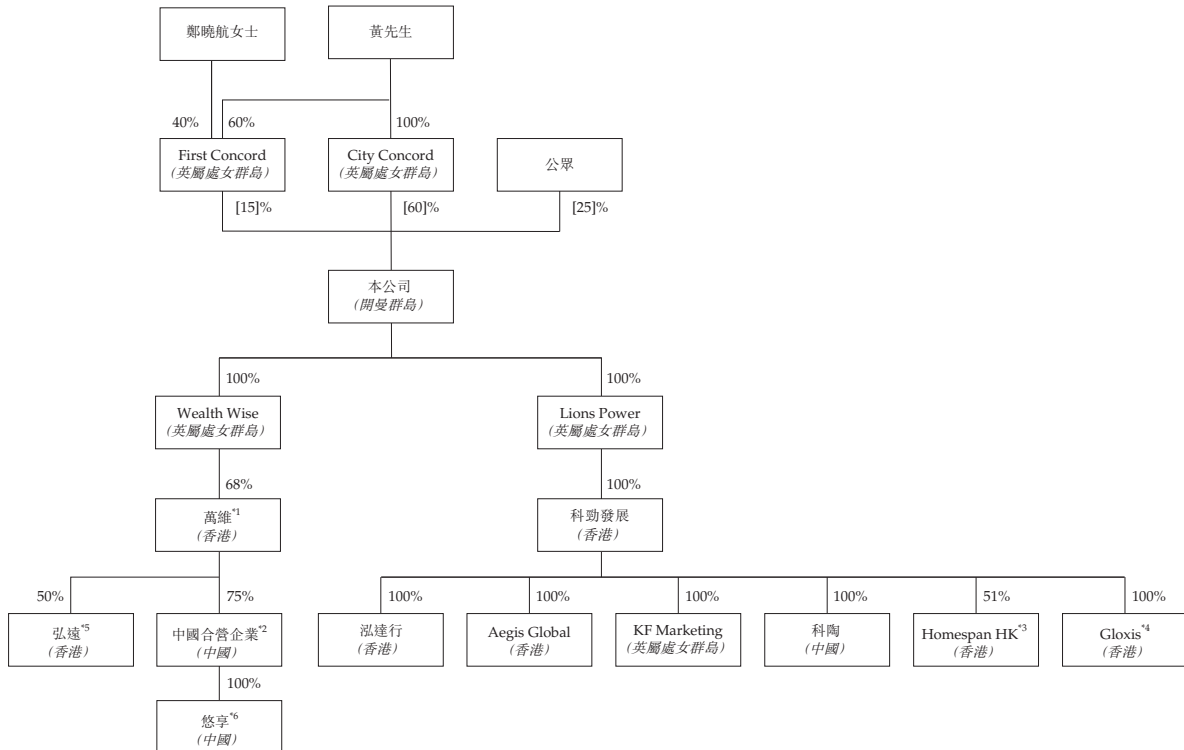 鄭曉航女士
黃先生
40%
60%
100%
First Concord
(英屬處女群島)
City Concord
(英屬處女群島)
公眾
[15]%
[60]%
[25]%
本公司
(開曼群島)
100%
100%
Wealth Wise
(英屬處女群島)
Lions Power
(英屬處女群島)
68%
100%
萬維*1
(香港)
科勁發展
(香港)
50%
75%
100%
100%
100%
100%
51%
100%
弘遠*5
(香港)
中國合營企業*2
(中國)
泓達行
(香港)
Aegis Global
(香港)
KF Marketing
(英屬處女群島)
科陶
(中國)
Homespan HK*3
(香港)
Gloxis*4
(香港)
100%
悠享*6
(中國)